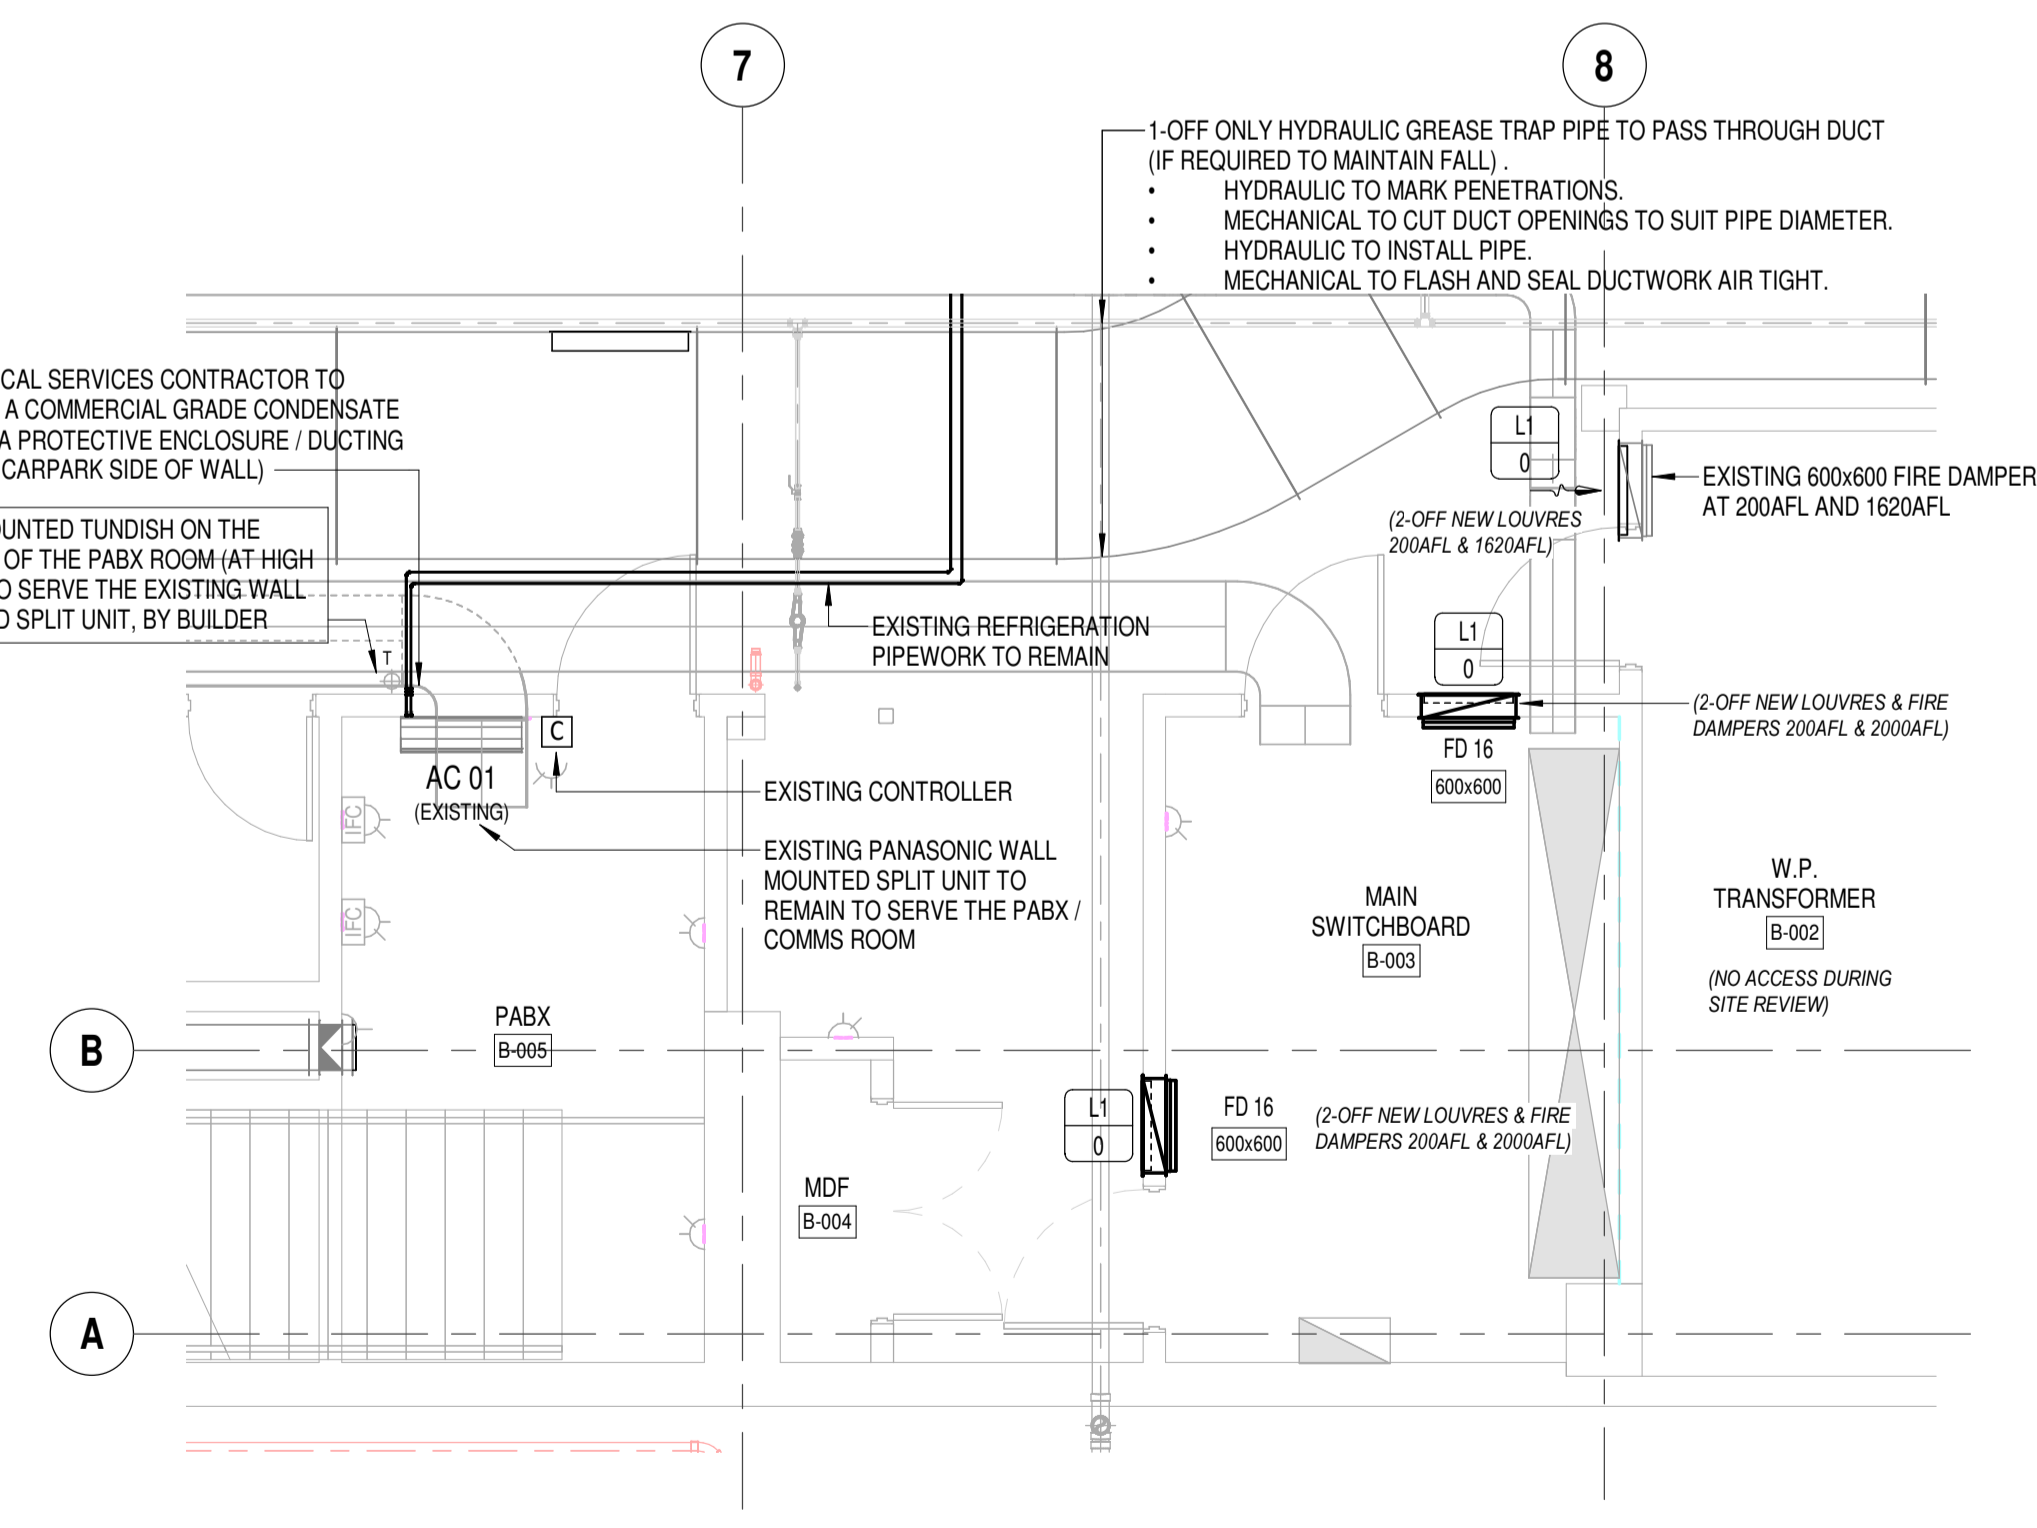 7
8
1-OFF ONLY HYDRAULIC GREASE TRAP PIPE TO PASS THROUGH DUCT
(IF REQUIRED TO MAINTAIN FALL) .
• HYDRAULIC TO MARK PENETRATIONS.
• MECHANICAL TO CUT DUCT OPENINGS TO SUIT PIPE DIAMETER.
• HYDRAULIC TO INSTALL PIPE.
• MECHANICAL TO FLASH AND SEAL DUCTWORK AIR TIGHT.
CAL SERVICES CONTRACTOR TO
A COMMERCIAL GRADE CONDENSATE
A PROTECTIVE ENCLOSURE / DUCTING
CARPARK SIDE OF WALL)
UNTED TUNDISH ON THE
OF THE PABX ROOM (AT HIGH
O SERVE THE EXISTING WALL
D SPLIT UNIT, BY BUILDER
T
L1
0
EXISTING 600x600 FIRE DAMPER
AT 200AFL AND 1620AFL
(2-OFF NEW LOUVRES
200AFL & 1620AFL)
EXISTING REFRIGERATION
PIPEWORK TO REMAIN
L1
0
(2-OFF NEW LOUVRES & FIRE
DAMPERS 200AFL & 2000AFL)
FD 16
600x600
C
AC 01
(EXISTING)
EXISTING CONTROLLER
IFC
IFC
EXISTING PANASONIC WALL
MOUNTED SPLIT UNIT TO
REMAIN TO SERVE THE PABX /
COMMS ROOM
MAIN
SWITCHBOARD
B-003
W.P.
TRANSFORMER
B-002
(NO ACCESS DURING
SITE REVIEW)
PABX
B-005
B
L1
0
FD 16
600x600
(2-OFF NEW LOUVRES & FIRE
DAMPERS 200AFL & 2000AFL)
MDF
B-004
A